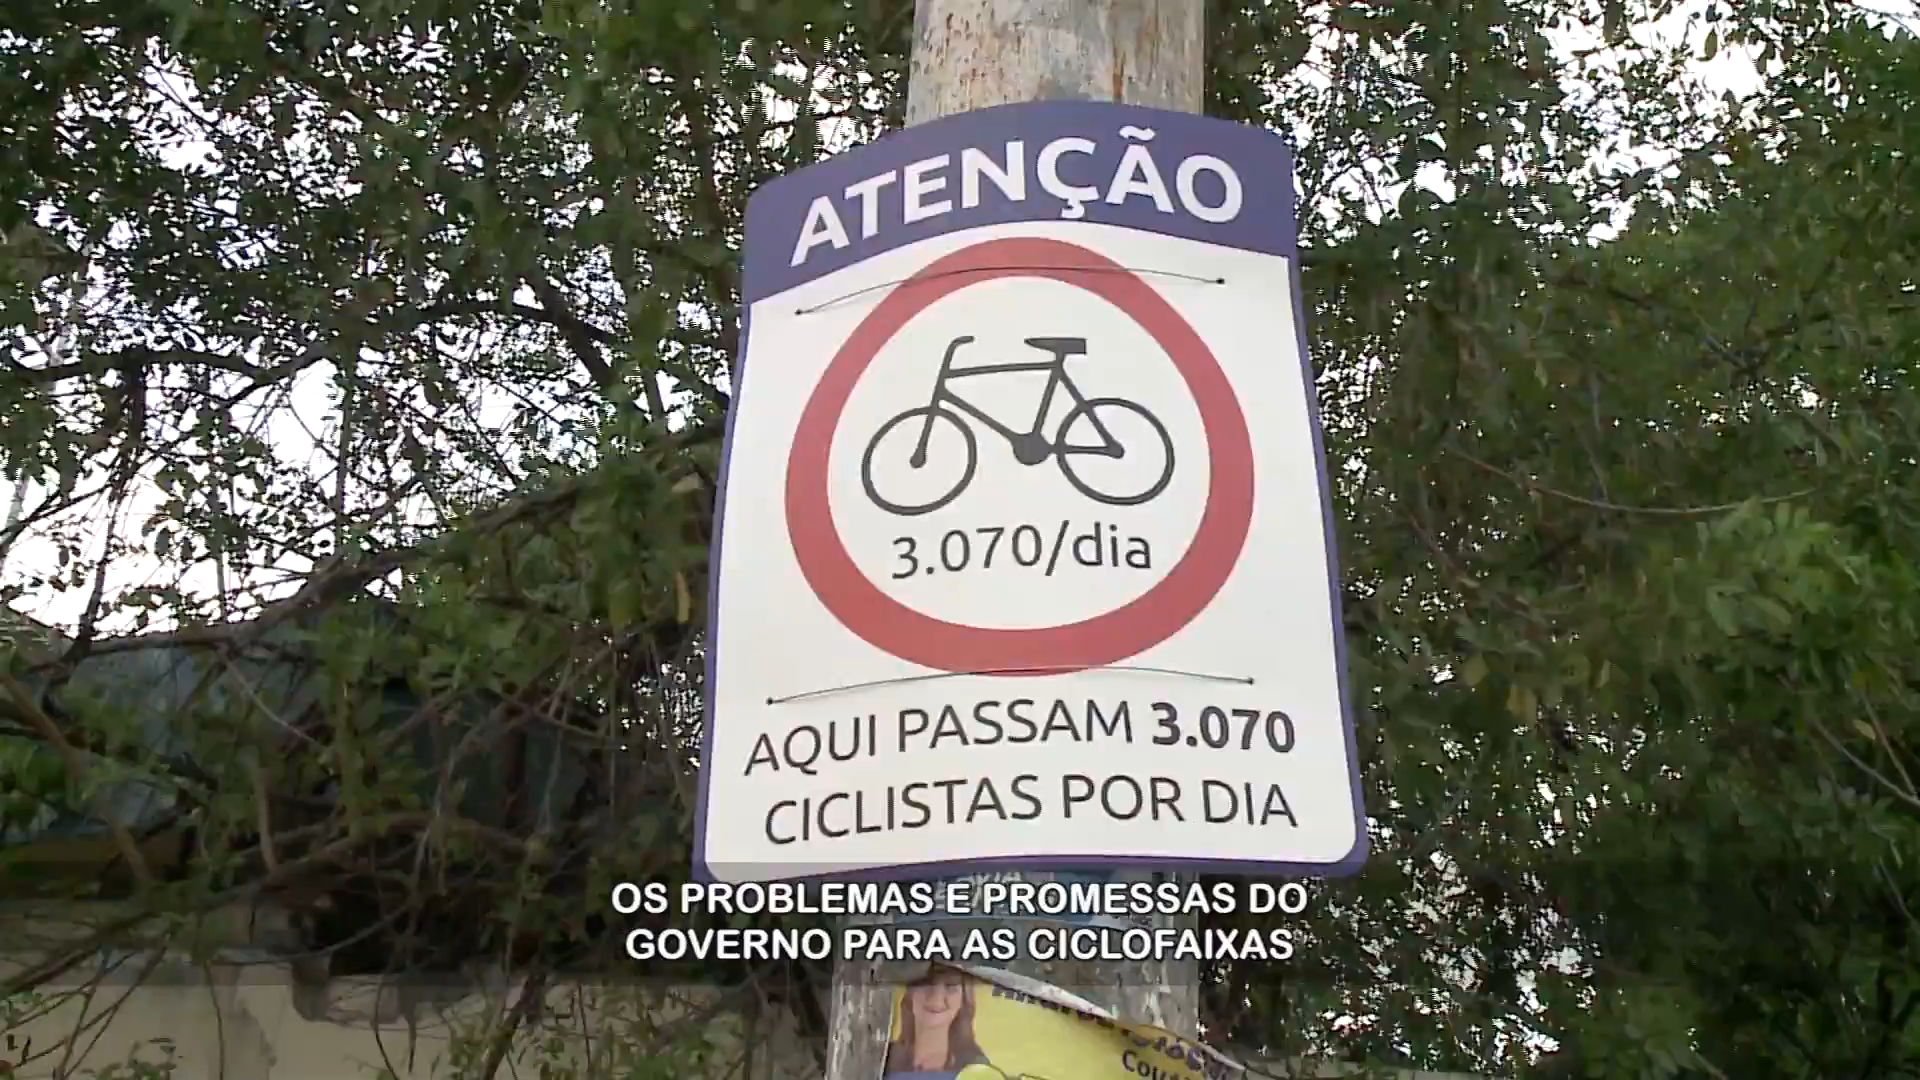 ATENÇÃO
3.070/dia
AQUI PASSAM 3.070
CICLISTAS POR DIA
OS PROBLEMAS E PROMESSAS DO
GOVERNO PARA AS CICLOFAIXAS